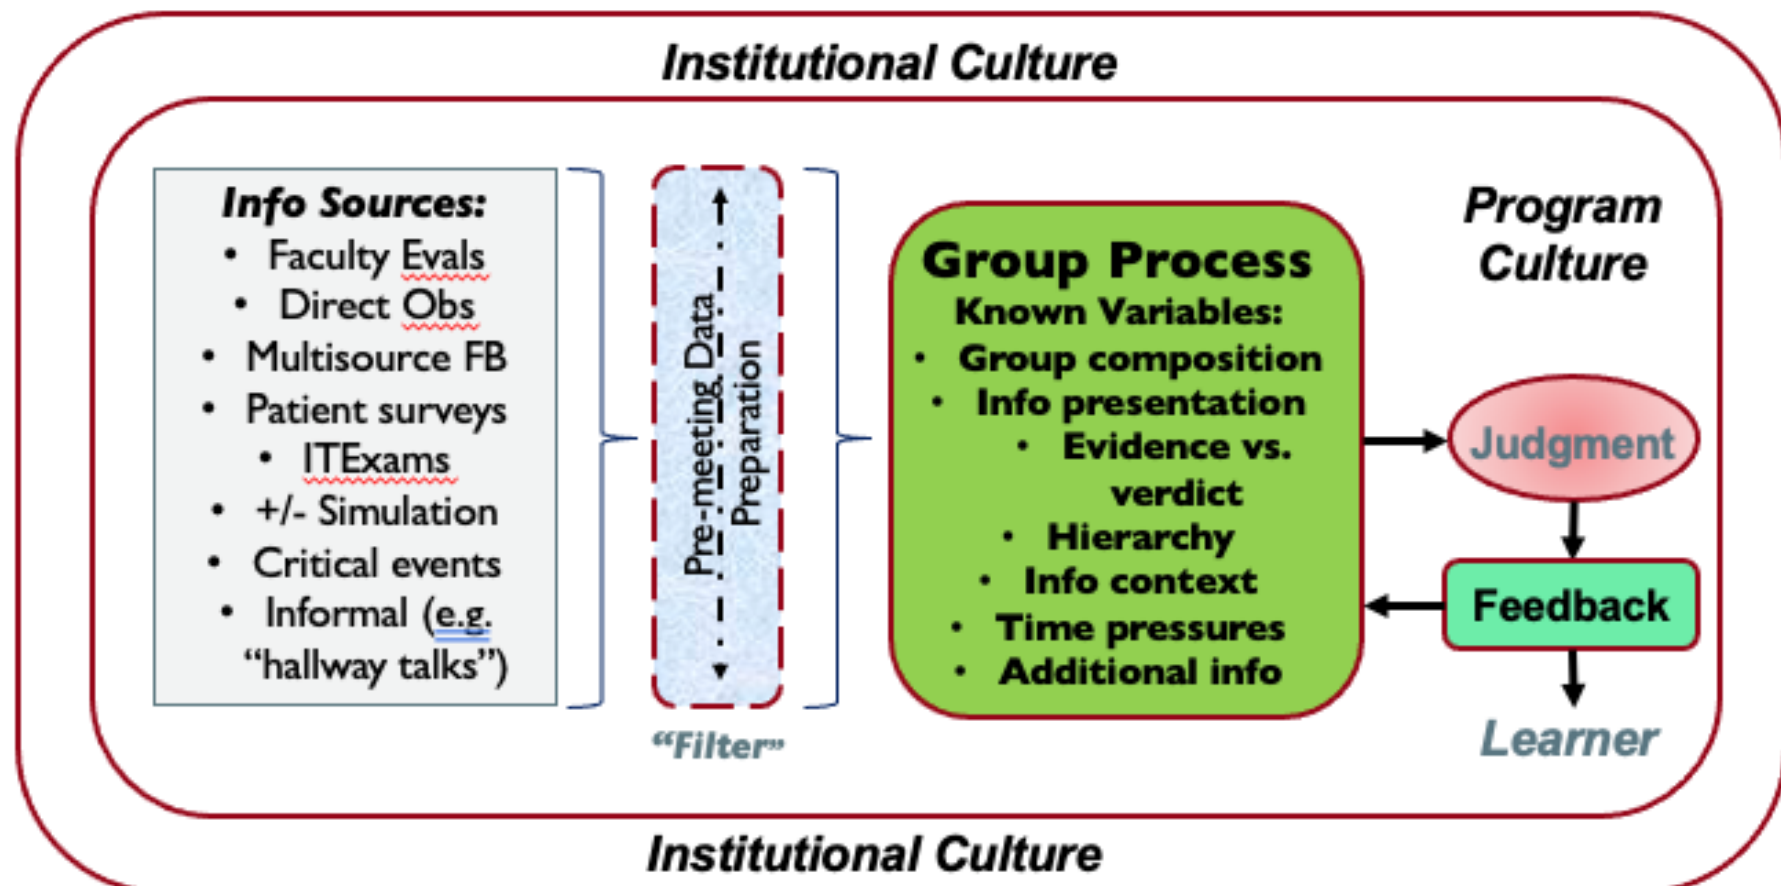 Institutional Culture
Info Sources:
• Faculty Evals
• Direct Obs
• Multisource FB
• Patient surveys
• ITExams
• +/- Simulation
• Critical events
• Informal (e.g.
“hallway talks”)
Pre-meeting Data
Preparation
“Filter”
Group Process
Known Variables:
• Group composition
• Info presentation
• Evidence vs.
verdict
• Hierarchy
• Info context
• Time pressures
• Additional info
Program
Culture
Judgment
Feedback
Learner
Institutional Culture